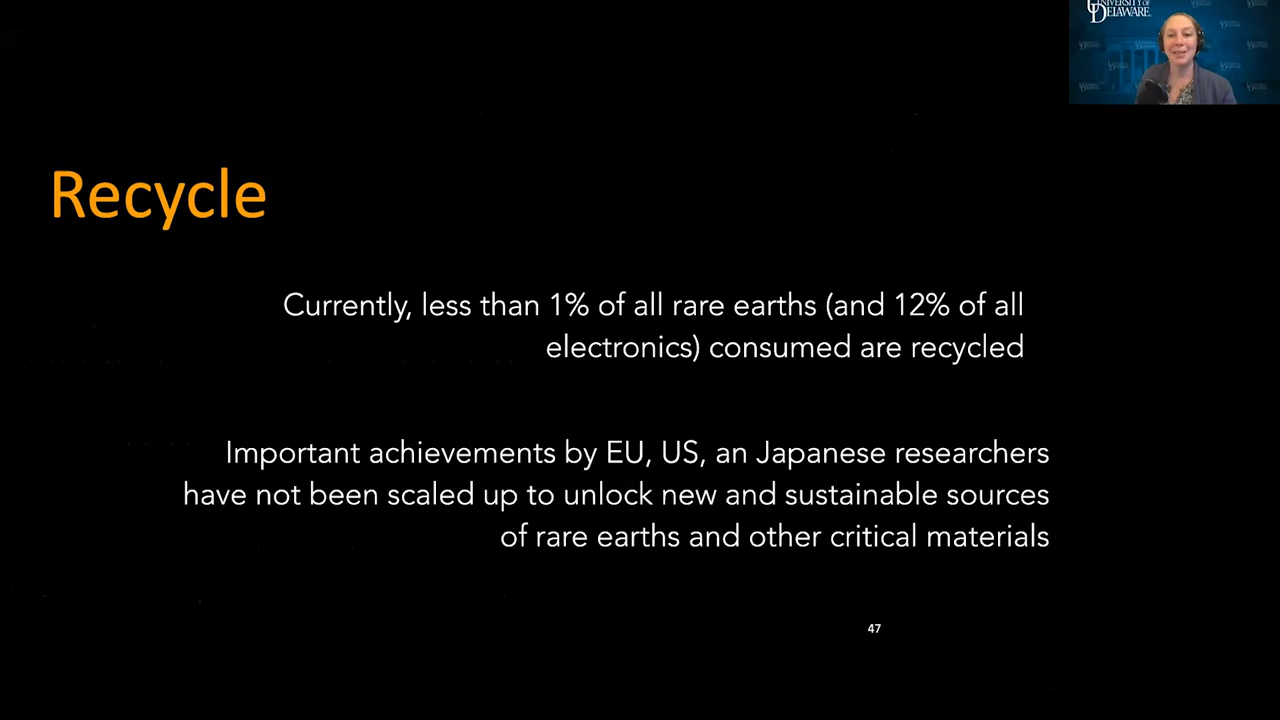 UNIVERSITY OF
DELAWARE.
Recycle
Currently, less than 1% of all rare earths (and 12% of all
electronics) consumed are recycled
Important achievements by EU, US, an Japanese researchers
have not been scaled up to unlock new and sustainable sources
of rare earths and other critical materials
47